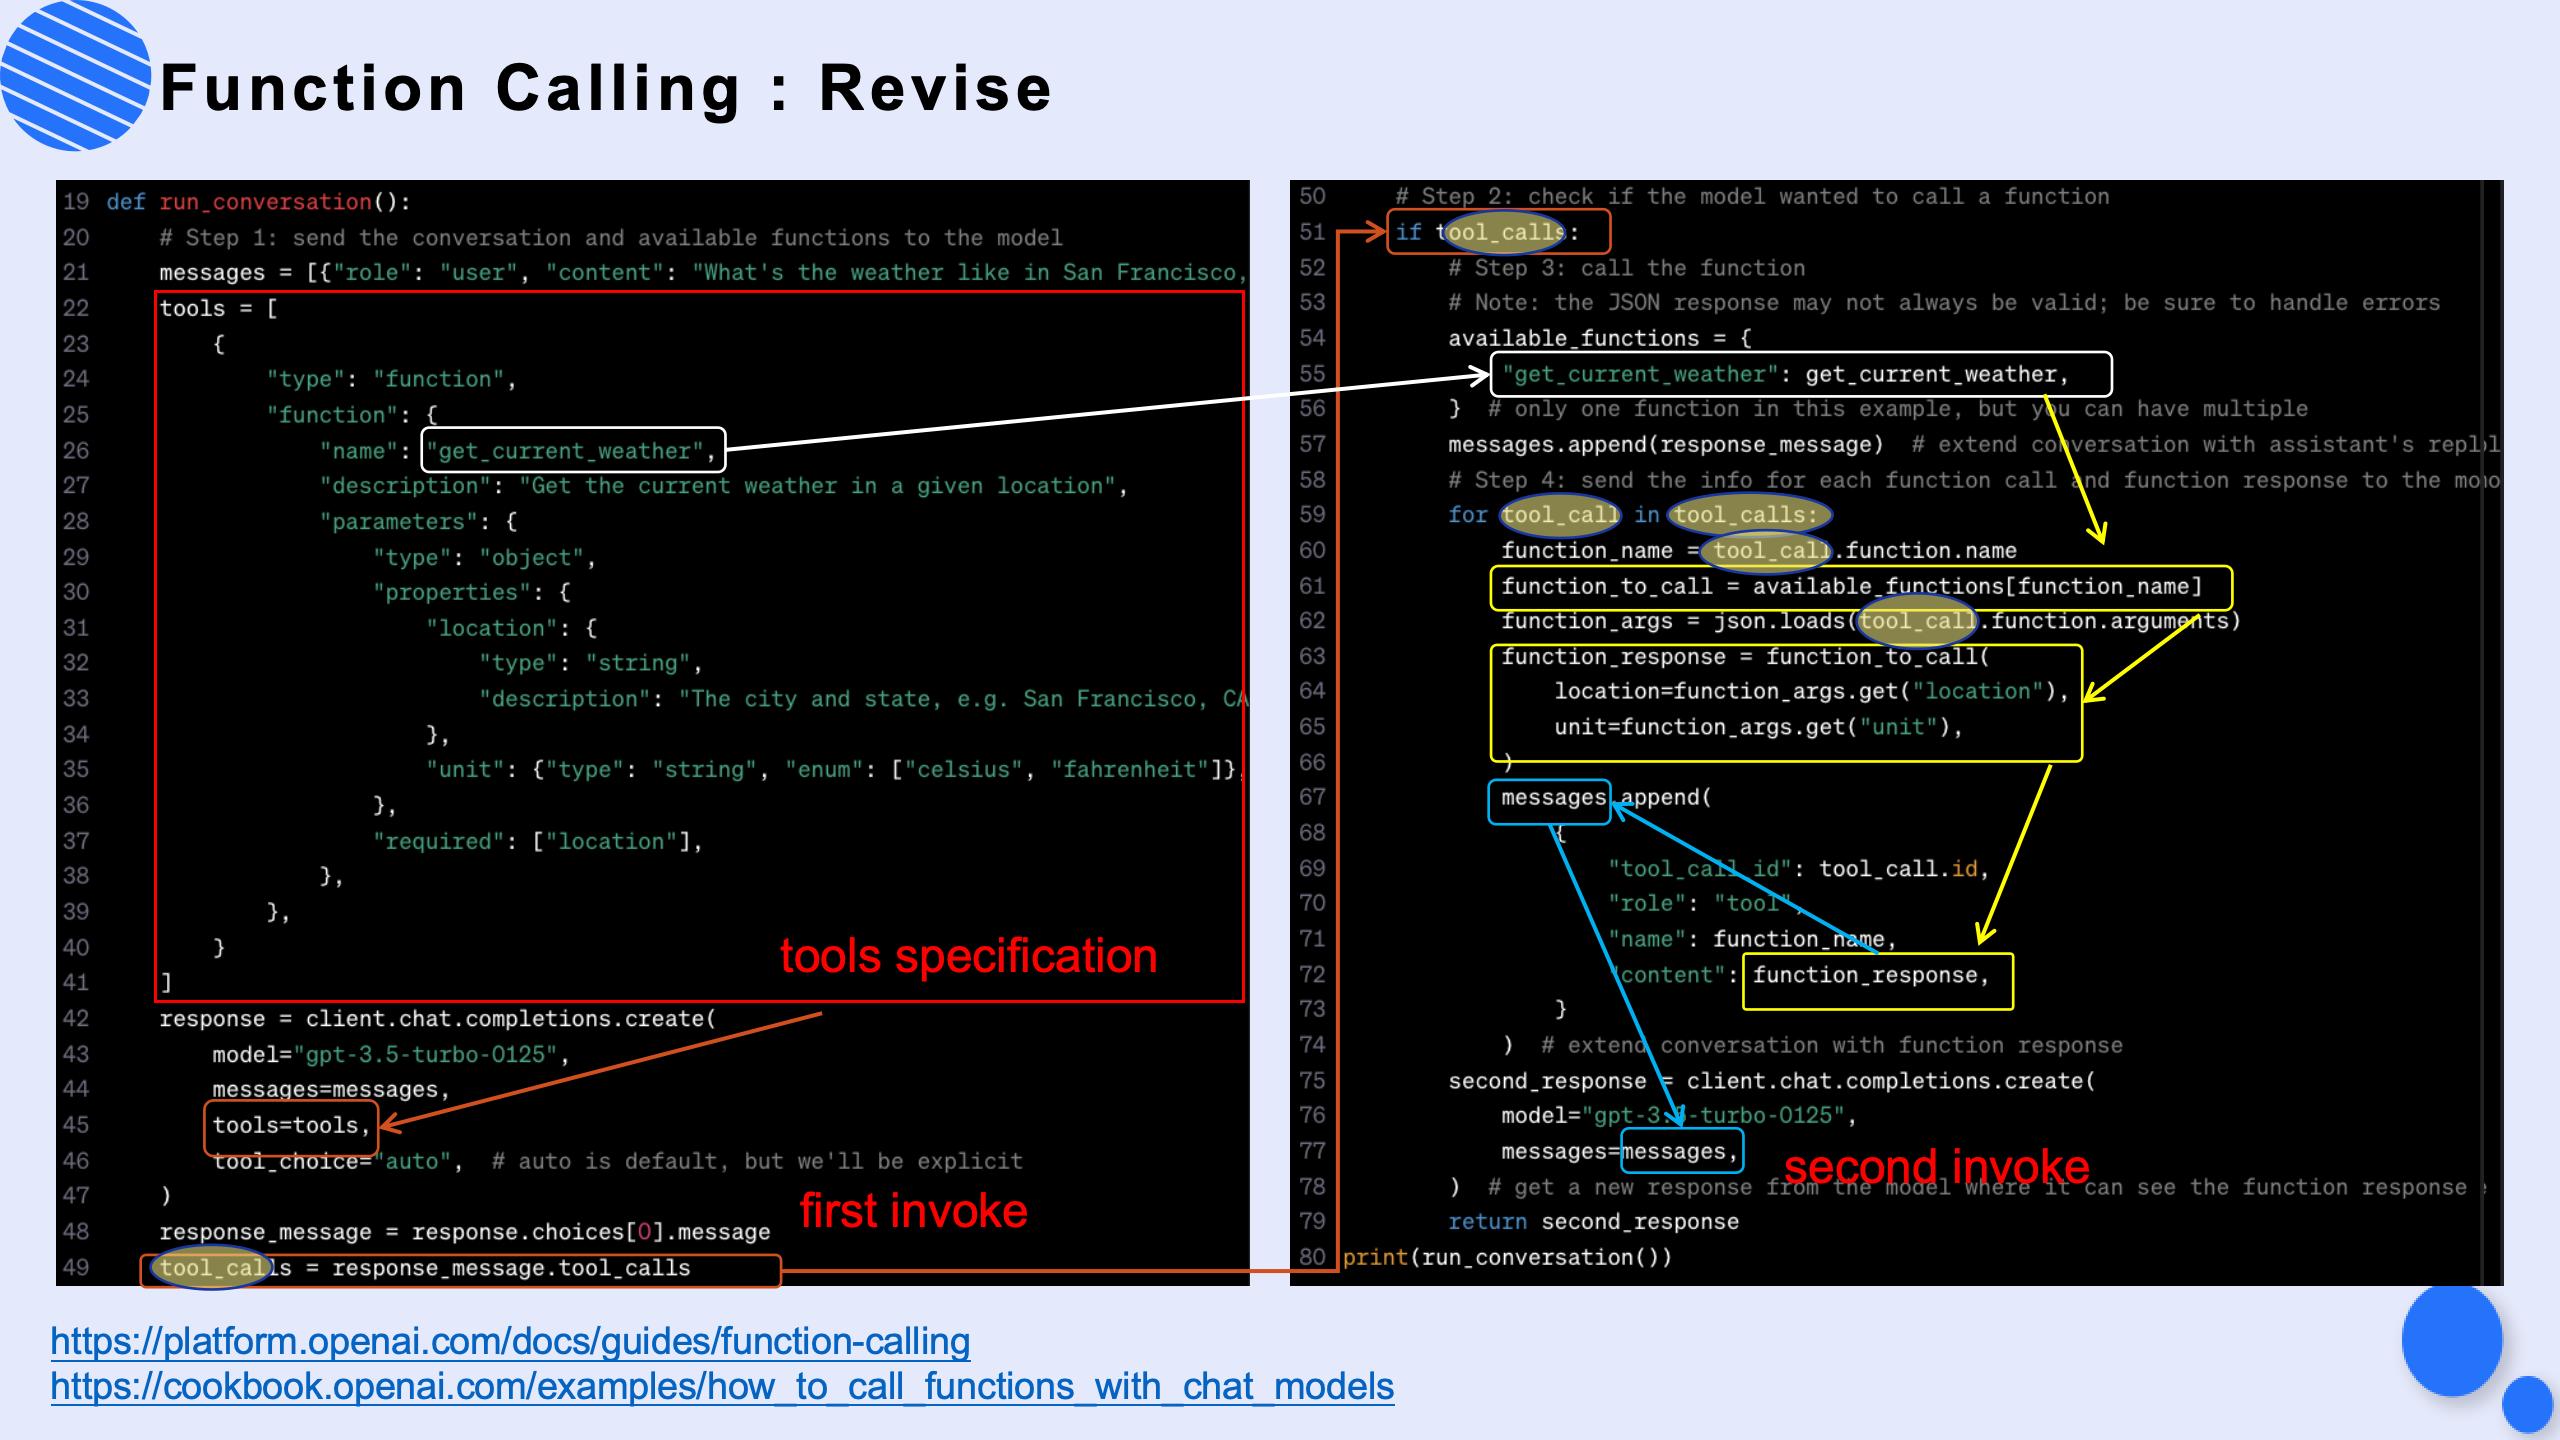 Function Calling : Revise
19 def run_conversation():
20 # Step 1: send the conversation and available functions to the model
21 messages = [{"role": "user", "content": "What's the weather like in San Francisco,
22 tools = [
23 {
24 "type": "function",
25 "function": {
26 "name": "get_current_weather",
27 "description": "Get the current weather in a given location",
28 "parameters": {
29 "type": "object",
30 "properties": {
31 "location": {
32 "type": "string",
33 "description": "The city and state, e.g. San Francisco, CA
34 },
35 "unit": {"type": "string", "enum": ["celsius", "fahrenheit"]},
36 },
37 "required": ["location"],
38 },
39 },
40 }
tools specification
41 ]
42 response = client.chat.completions.create(
43 model="gpt-3.5-turbo-0125",
44 messages=messages,
45 tools=tools,
46 tool_choice="auto", # auto is default, but we'll be explicit
47 )
first invoke
48 response_message = response.choices[0].message
49 tool_calls = response_message.tool_calls
50 # Step 2: check if the model wanted to call a function
51 if tool_calls:
52 # Step 3: call the function
53 # Note: the JSON response may not always be valid; be sure to handle errors
54 available_functions = {
55 "get_current_weather": get_current_weather,
56 } # only one function in this example, but you can have multiple
57 messages.append(response_message) # extend conversation with assistant's
58 # Step 4: send the info for each function call and function response to the
59 for tool_call in tool_calls:
60 function_name = tool_call.function.name
61 function_to_call = available_functions[function_name]
62 function_args = json.loads(tool_call.function.arguments)
63 function_response = function_to_call(
64 location=function_args.get("location"),
65 unit=function_args.get("unit"),
66 )
67 messages.append(
68 {
69 "tool_call_id": tool_call.id,
70 "role": "tool",
71 "name": function_name,
72 "content": function_response,
73 }
74 ) # extend conversation with function response
75 second_response = client.chat.completions.create(
76 model="gpt-3.5-turbo-0125",
77 messages=messages,
second invoke
78 ) # get a new response from the model where it can see the function response
79 return second_response
80 print(run_conversation())
https://platform.openai.com/docs/guides/function-calling
https://cookbook.openai.com/examples/how_to_call_functions_with_chat_models